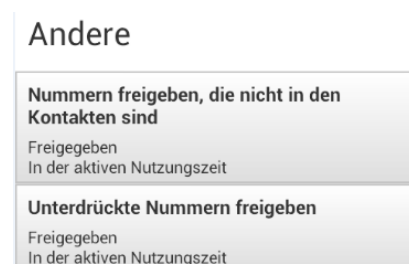 Andere
Nummern freigeben, die nicht in den
Kontakten sind
Freigegeben
In der aktiven Nutzungszeit
Unterdrückte Nummern freigeben
Freigegeben
In der aktiven Nutzungszeit